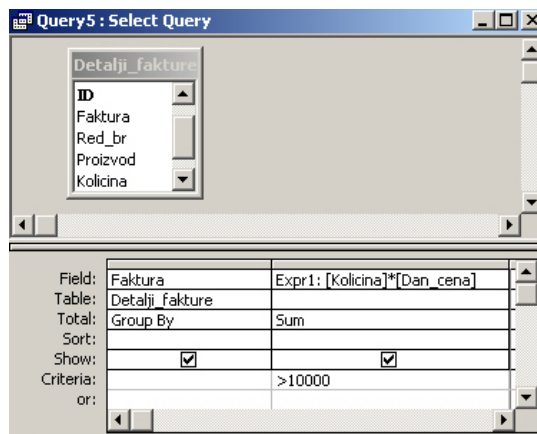 Query5 : Select Query
Detalji_fakture
ID
Faktura
Red_br
Proizvod
Kolicina
Field: Faktura Expr1: [Kolicina]*[Dan_cena]
Table: Detalji_fakture
Total: Group By Sum
Sort:
Show:
Criteria: >10000
or: